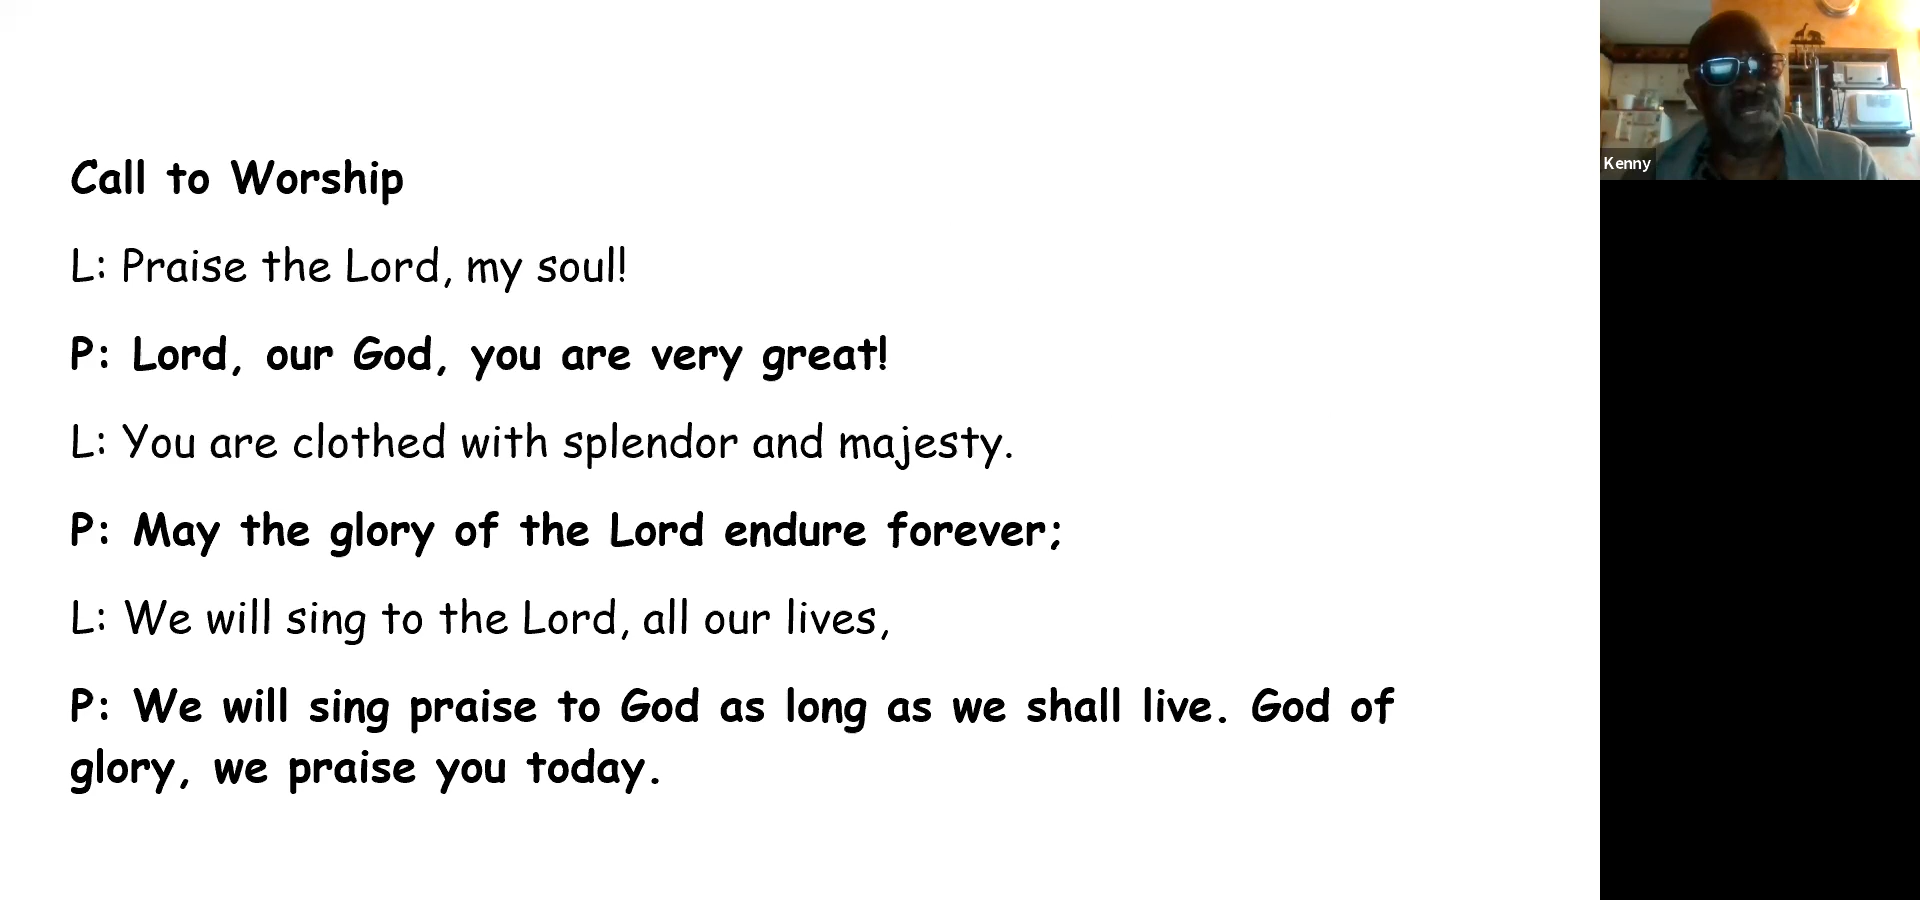 Call to Worship
L: Praise the Lord, my soul!
P: Lord, our God, you are very great!
L: You are clothed with splendor and majesty.
P: May the glory of the Lord endure forever;
L: We will sing to the Lord, all our lives,
P: We will sing praise to God as long as we shall live. God of
glory, we praise you today.
Kenny